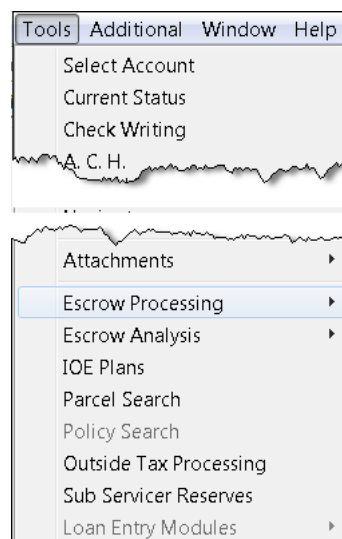 Tools Additional Window Help
Select Account
Current Status
Check Writing
A. C. H.
Attachments
Escrow Processing
Escrow Analysis
IOE Plans
Parcel Search
Policy Search
Outside Tax Processing
Sub Servicer Reserves
Loan Entry Modules